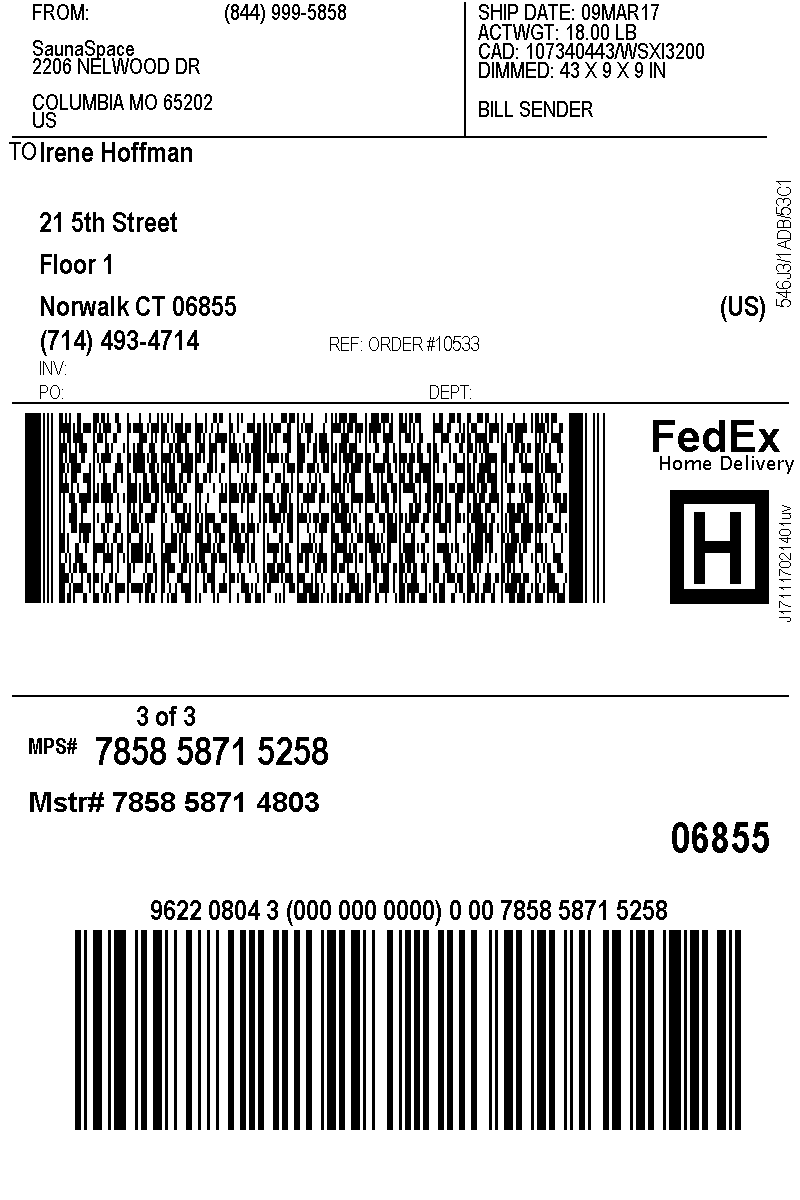 FROM: (844) 999-5858
SaunaSpace
2206 NELWOOD DR
COLUMBIA MO 65202
US
SHIP DATE: 09MAR17
ACTWGT: 18.00 LB
CAD: 107340443/WSXI3200
DIMMED: 43 X 9 X 9 IN
BILL SENDER
TO Irene Hoffman
21 5th Street
Floor 1
Norwalk CT 06855 (US)
(714) 493-4714 REF: ORDER #10533
INV:
PO: DEPT:
546J3/1ADB/53C1
FedEx
Home Delivery
H
J171117021401uv
3 of 3
MPS# 7858 5871 5258
Mstr# 7858 5871 4803
06855
9622 0804 3 (000 000 0000) 0 00 7858 5871 5258